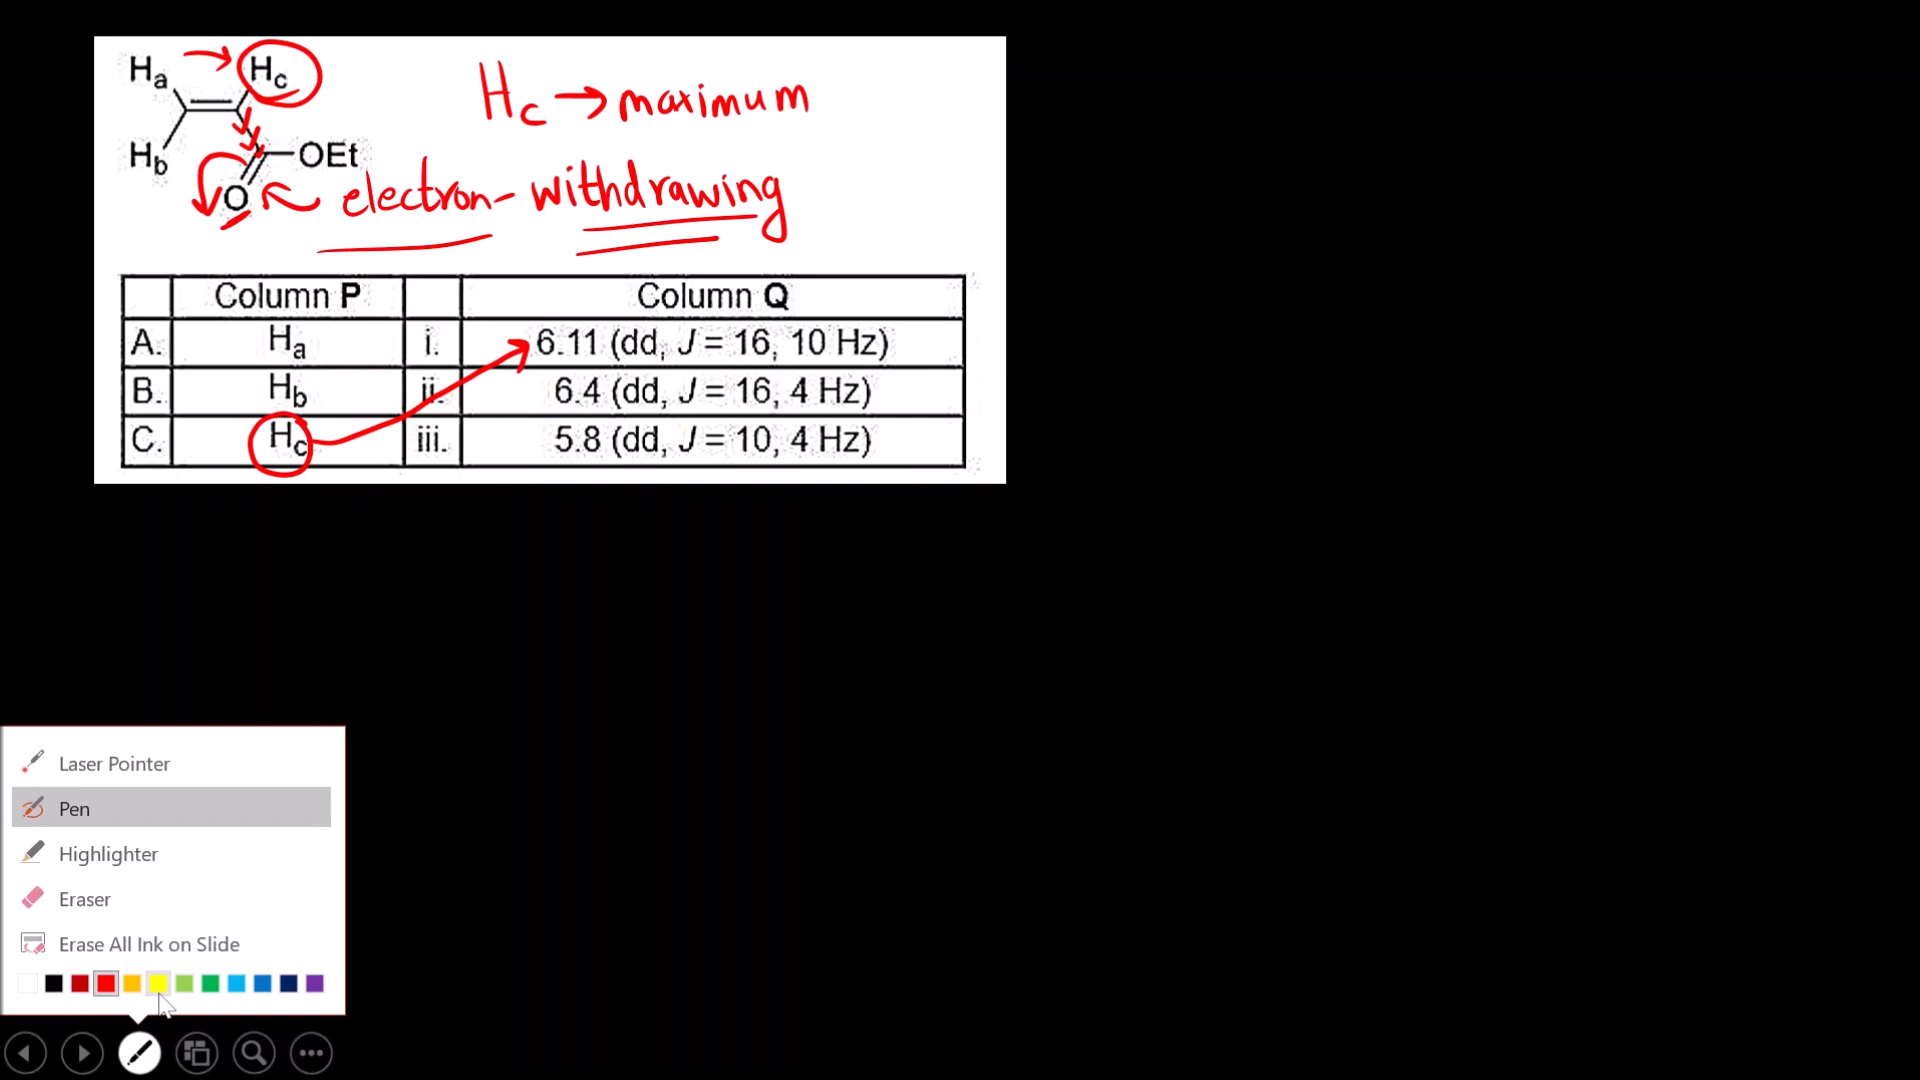 Ha Hc
Hc → maximum
Hb OEt
O electron-withdrawing
Column P Column Q
A. Ha i. 6.11 (dd, J = 16, 10 Hz)
B. Hb ii. 6.4 (dd, J = 16, 4 Hz)
C. Hc iii. 5.8 (dd, J = 10, 4 Hz)
Laser Pointer
Pen
Highlighter
Eraser
Erase All Ink on Slide